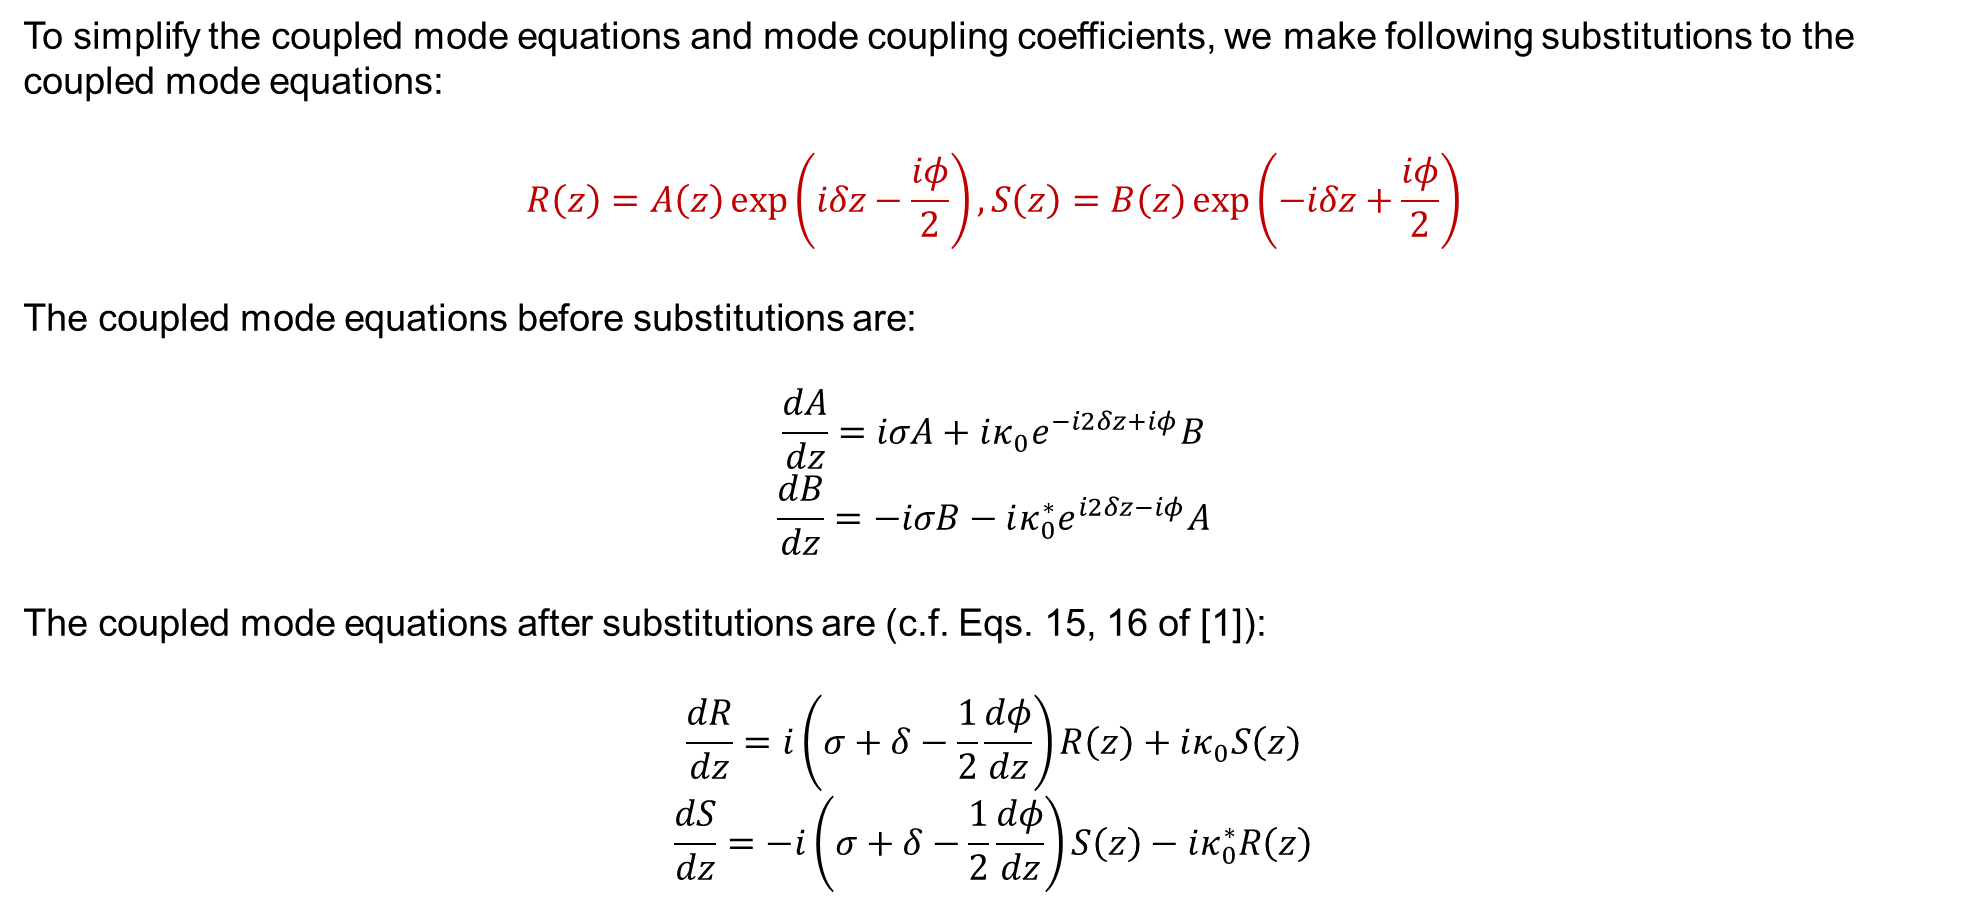 To simplify the coupled mode equations and mode coupling coefficients, we make following substitutions to the
coupled mode equations:
R(z) = A(z) exp(iδz − iϕ/2), S(z) = B(z) exp(−iδz + iϕ/2)
The coupled mode equations before substitutions are:
dA/dz = iσA + iκ₀e^(−i2δz+iϕ) B
dB/dz = −iσB − iκ₀*e^(i2δz−iϕ) A
The coupled mode equations after substitutions are (c.f. Eqs. 15, 16 of [1]):
dR/dz = i(σ + δ − 1/2 dϕ/dz) R(z) + iκ₀S(z)
dS/dz = −i(σ + δ − 1/2 dϕ/dz) S(z) − iκ₀*R(z)